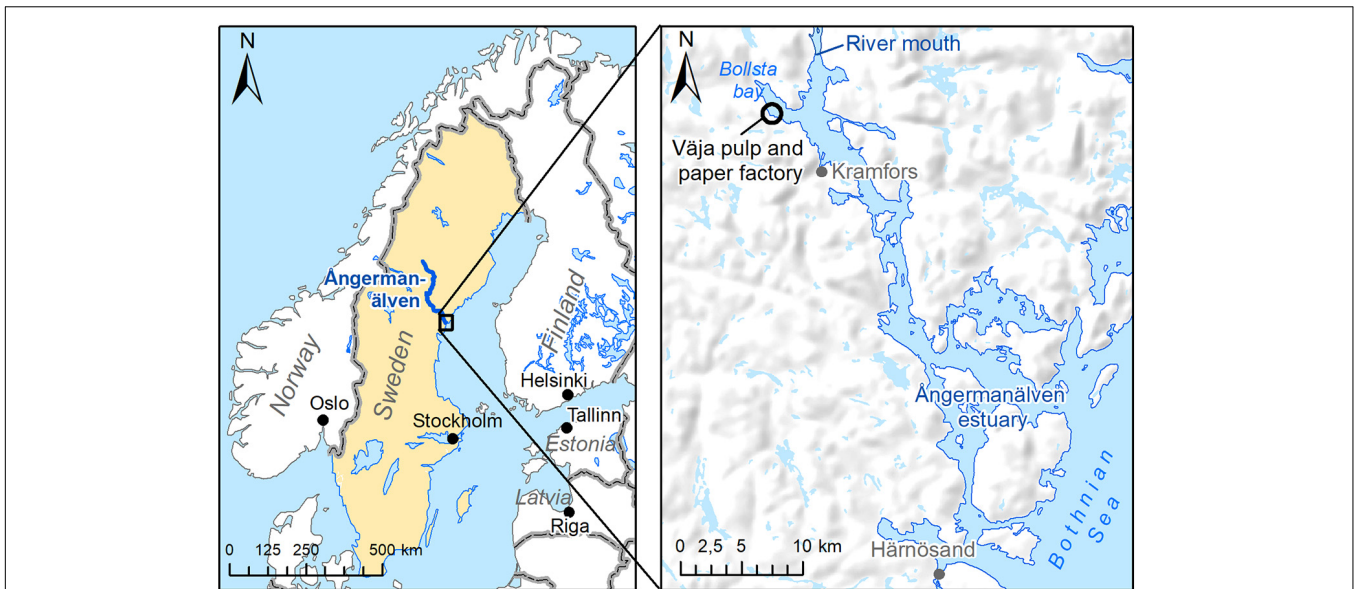 N
Ångerman-
älven
Norway
Sweden
Finland
Oslo
Stockholm
Helsinki
Tallinn
Estonia
Latvia
Riga
0 125 250 500 km
N
River mouth
Bollsta
bay
Väja pulp and
paper factory
Kramfors
Ångermanälven
estuary
Bothnian
Sea
Härnösand
0 2,5 5 10 km